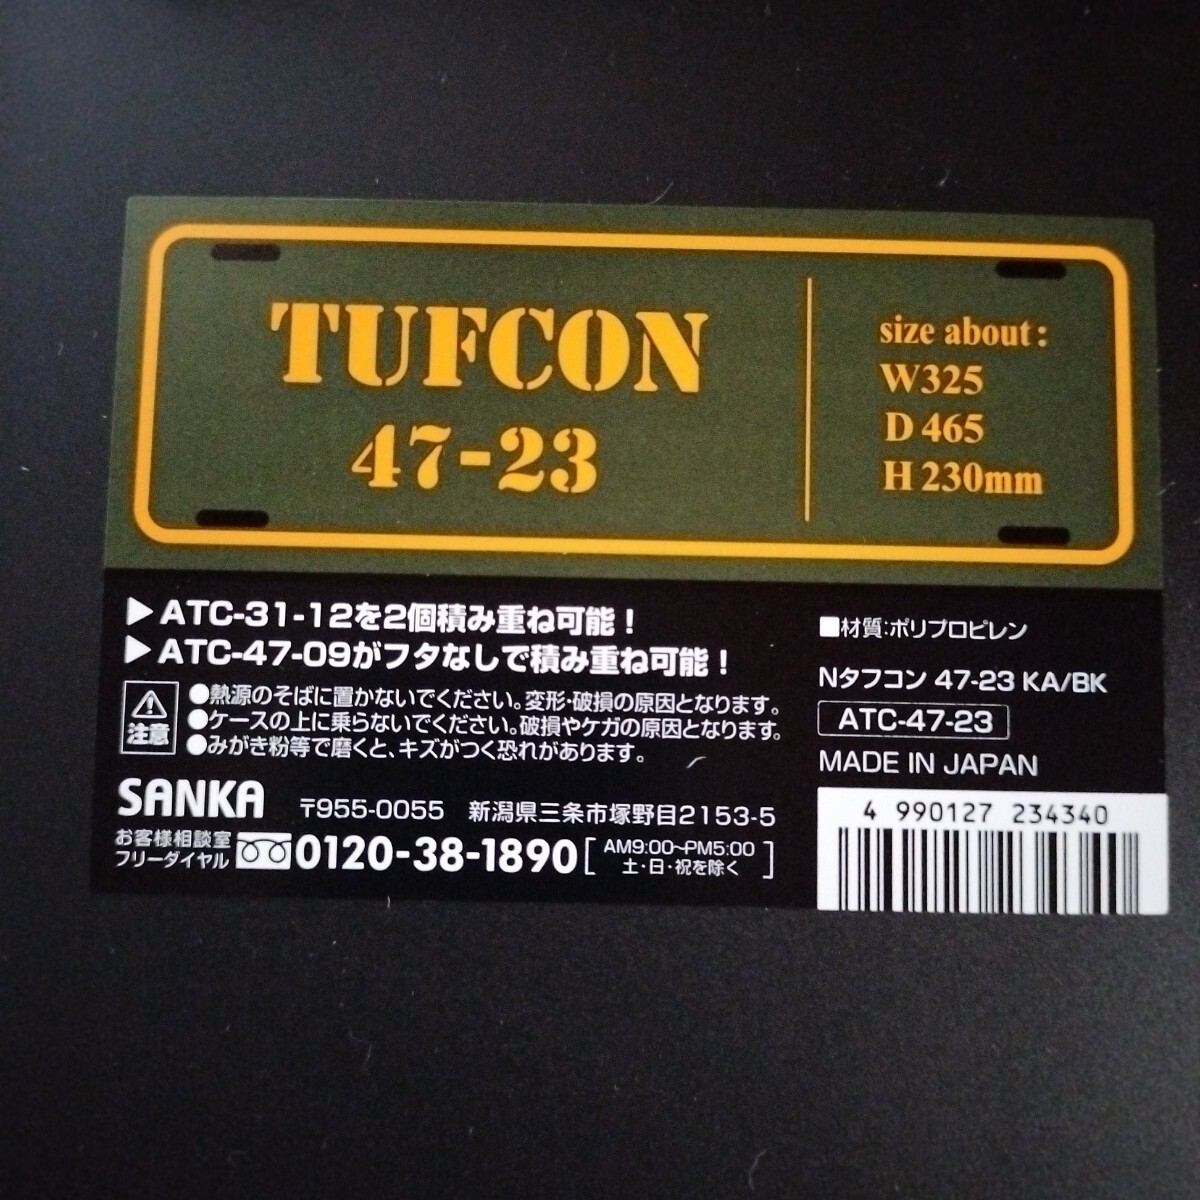 TUFCON
47-23
size about:
W325
D 465
H 230mm
▶ATC-31-12を2個積み重ね可能！
▶ATC-47-09がフタなしで積み重ね可能！
注意
●熱源のそばに置かないでください。変形・破損の原因となります。
●ケースの上に乗らないでください。破損やケガの原因となります。
●みがき粉等で磨くと、キズがつく恐れがあります。
SANKA 〒955-0055 新潟県三条市塚野目2153-5
お客様相談室
フリーダイヤル 0120-38-1890 [AM9:00~PM5:00
土・日・祝を除く]
■材質:ポリプロピレン
Nタフコン 47-23 KA/BK
ATC-47-23
MADE IN JAPAN
4 990127 234340